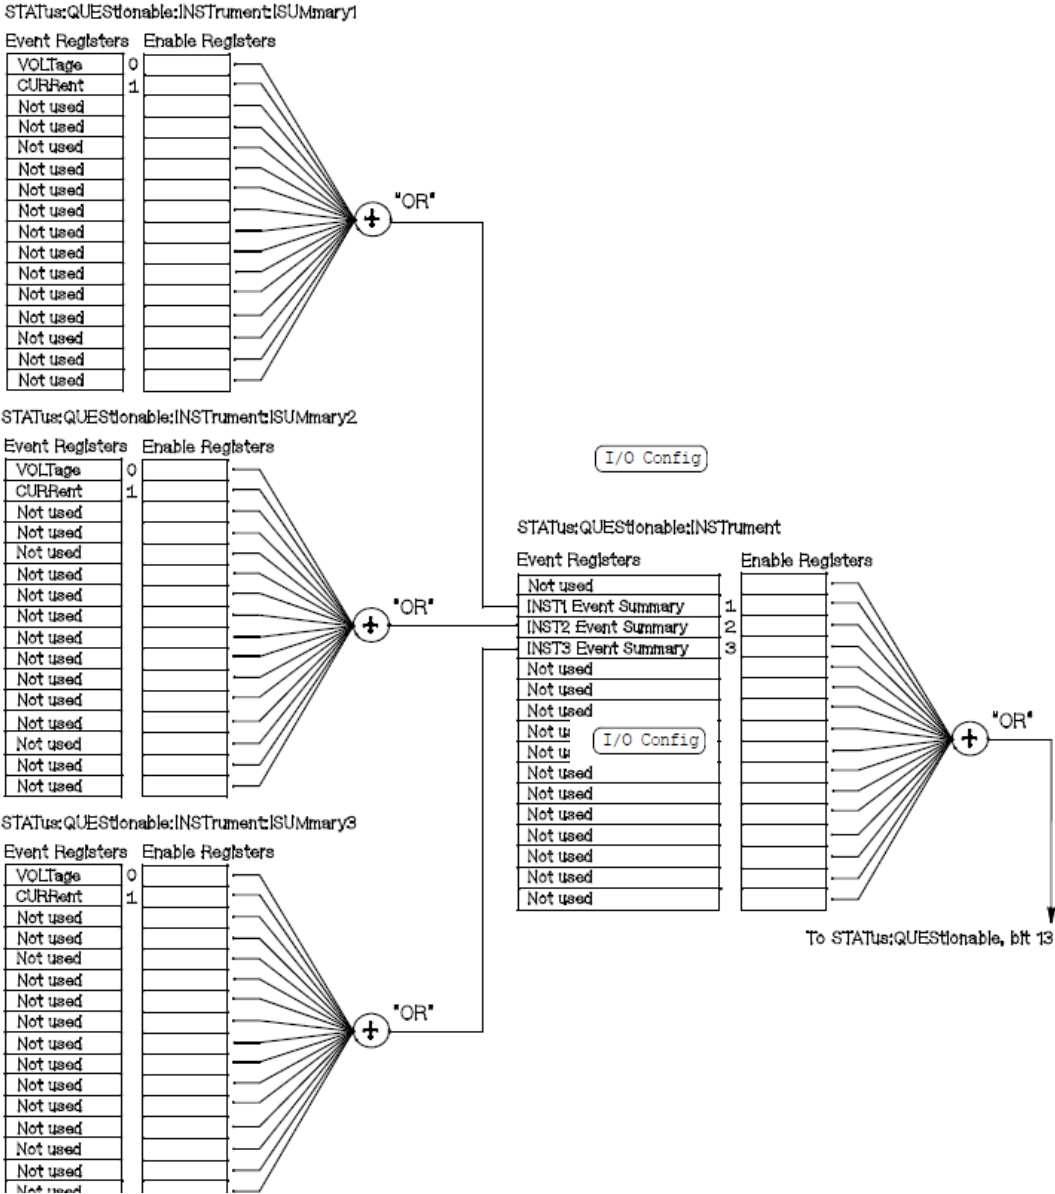 STATus:QUEStionable:INSTrument:ISUMmary1
Event Registers Enable Registers
VOLTage 0
CURRent 1
Not used
Not used
Not used
Not used
Not used
Not used
Not used
Not used
Not used
Not used
Not used
Not used
Not used
Not used
"OR"
STATus:QUEStionable:INSTrument:ISUMmary2
Event Registers Enable Registers
VOLTage 0
CURRent 1
Not used
Not used
Not used
Not used
Not used
Not used
Not used
Not used
Not used
Not used
Not used
Not used
Not used
Not used
"OR"
STATus:QUEStionable:INSTrument:ISUMmary3
Event Registers Enable Registers
VOLTage 0
CURRent 1
Not used
Not used
Not used
Not used
Not used
Not used
Not used
Not used
Not used
Not used
Not used
Not used
Not used
Not used
"OR"
I/O Config
STATus:QUEStionable:INSTrument
Event Registers Enable Registers
Not used
INST1 Event Summary 1
INST2 Event Summary 2
INST3 Event Summary 3
Not used
Not used
Not used
Not
Not
I/O Config
Not used
Not used
Not used
Not used
Not used
Not used
Not used
"OR"
To STATus:QUEStionable, bit 13